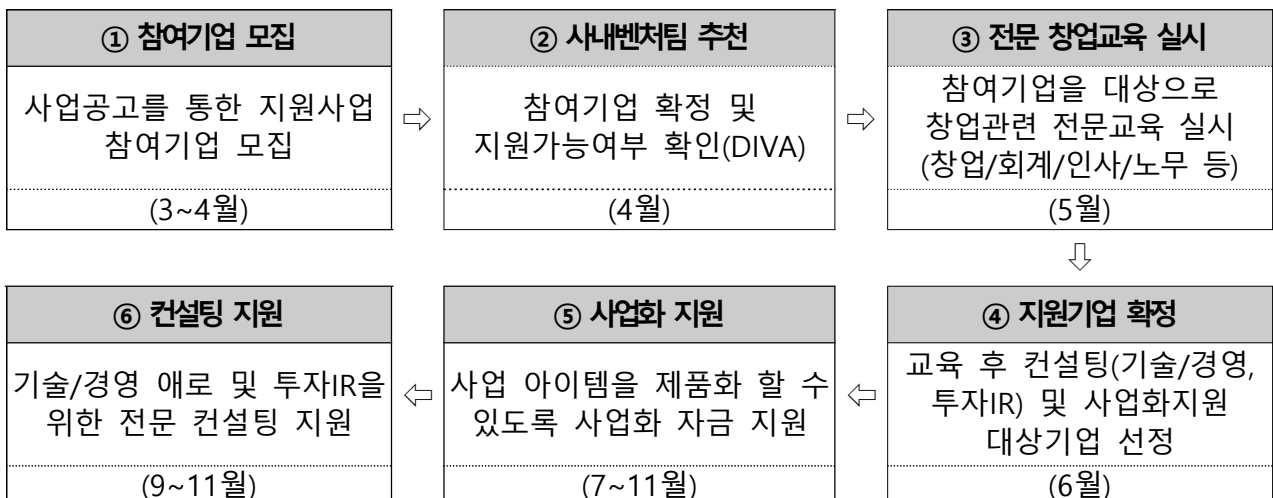 ① 참여기업 모집
사업공고를 통한 지원사업
참여기업 모집
(3~4월)
⇨
② 사내벤처팀 추천
참여기업 확정 및
지원가능여부 확인(DIVA)
(4월)
⇨
③ 전문 창업교육 실시
참여기업을 대상으로
창업관련 전문교육 실시
(창업/회계/인사/노무 등)
(5월)
⇩
④ 지원기업 확정
교육 후 컨설팅(기술/경영,
투자IR) 및 사업화지원
대상기업 선정
(6월)
⇦
⑤ 사업화 지원
사업 아이템을 제품화 할 수
있도록 사업화 자금 지원
(7~11월)
⇦
⑥ 컨설팅 지원
기술/경영 애로 및 투자IR을
위한 전문 컨설팅 지원
(9~11월)